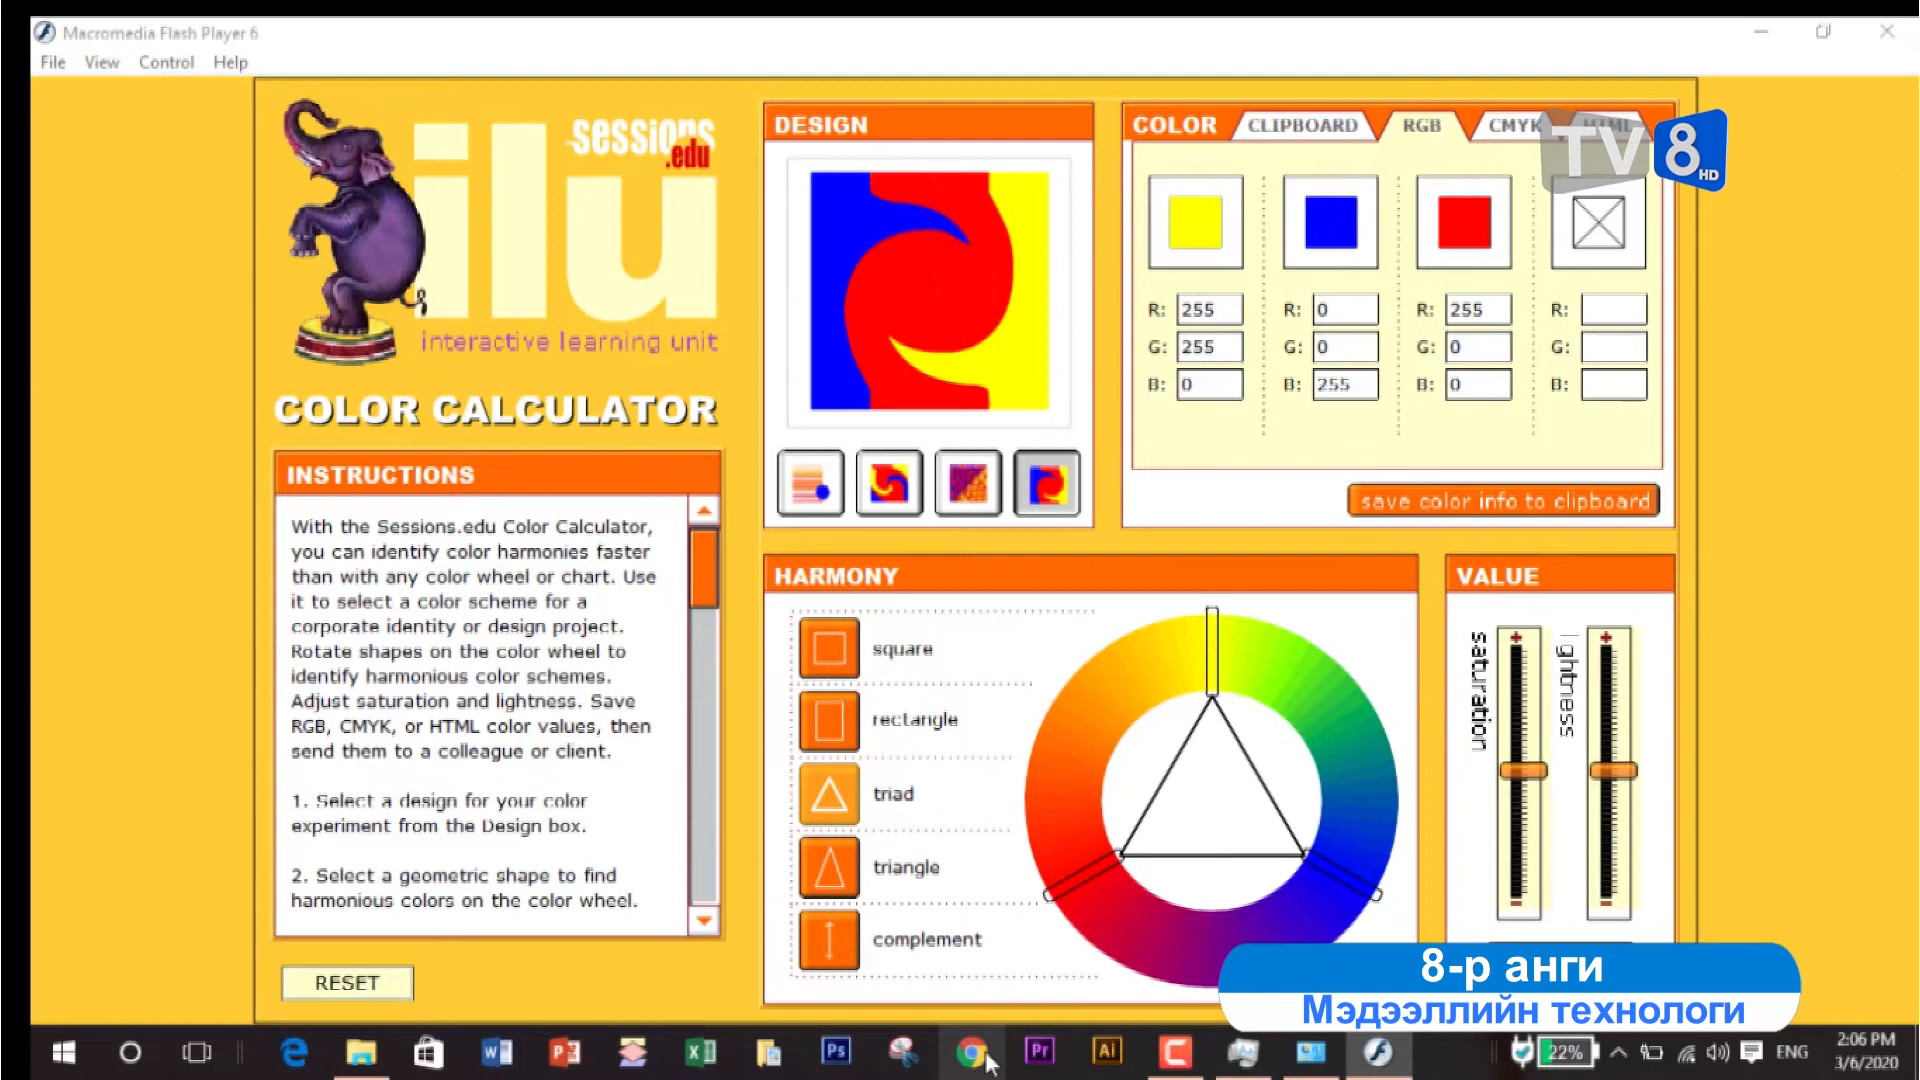 Macromedia Flash Player 6
File View Control Help
sessions
.edu
ilu
interactive learning unit
COLOR CALCULATOR
INSTRUCTIONS
With the Sessions.edu Color Calculator,
you can identify color harmonies faster
than with any color wheel or chart. Use
it to select a color scheme for a
corporate identity or design project.
Rotate shapes on the color wheel to
identify harmonious color schemes.
Adjust saturation and lightness. Save
RGB, CMYK, or HTML color values, then
send them to a colleague or client.
1. Select a design for your color
experiment from the Design box.
2. Select a geometric shape to find
harmonious colors on the color wheel.
RESET
DESIGN
COLOR CLIPBOARD RGB CMYK HTML
TV 8 HD
R: 255 R: 0 R: 255 R:
G: 255 G: 0 G: 0 G:
B: 0 B: 255 B: 0 B:
save color info to clipboard
HARMONY
square
rectangle
triad
triangle
complement
VALUE
saturation
lightness
8-р анги
Мэдээллийн технологи
Ps Pr Ai
22% ENG
2:06 PM
3/6/2020